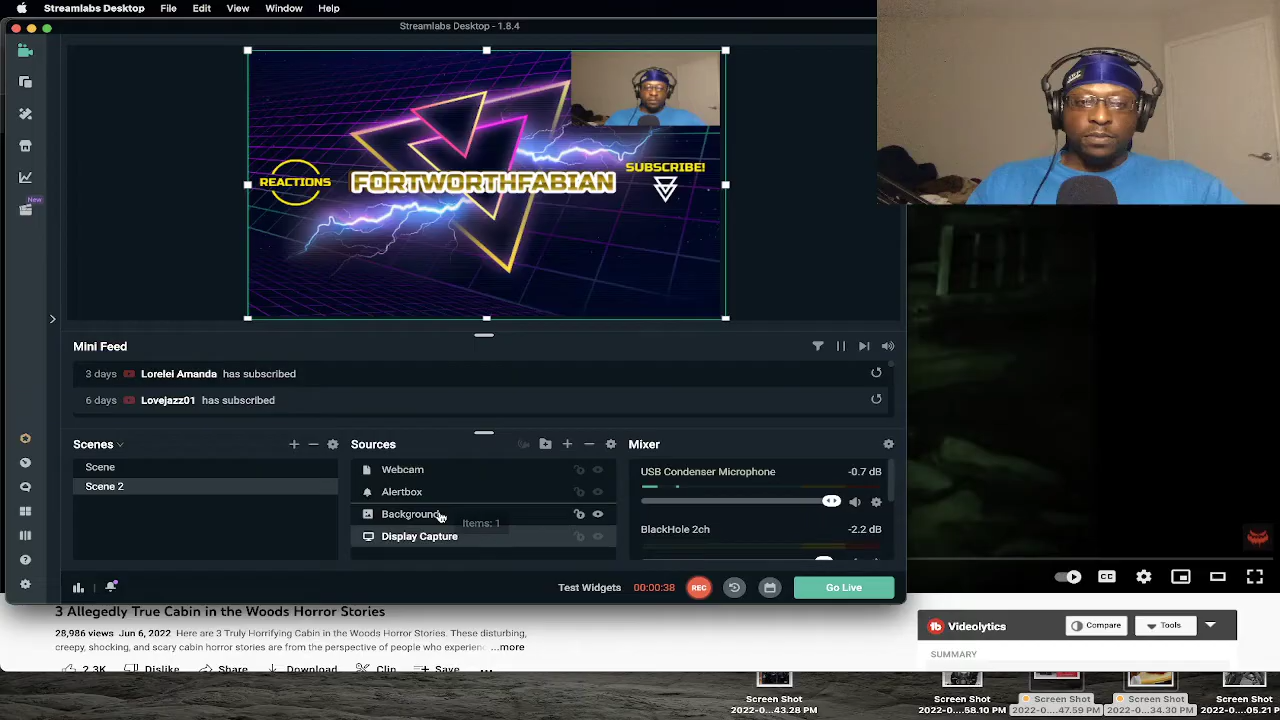 Streamlabs Desktop File Edit View Window Help
Streamlabs Desktop - 1.8.4
REACTIONS
FORTWORTHFABIAN
SUBSCRIBE!
New
Mini Feed
3 days Lorelei Amanda has subscribed
6 days Lovejazz01 has subscribed
Scenes
Scene
Scene 2
Sources
Webcam
Alertbox
Background
Items: 1
Display Capture
Mixer
USB Condenser Microphone -0.7 dB
BlackHole 2ch -2.2 dB
Test Widgets 00:00:38 REC Go Live
CC
3 Allegedly True Cabin in the Woods Horror Stories
28,986 views Jun 6, 2022 Here are 3 Truly Horrifying Cabin in the Woods Horror Stories. These disturbing,
creepy, shocking, and scary cabin horror stories are from the perspective of people who experienc ...more
2.3K Dislike Share Download Clip Save
Videolytics Compare Tools
SUMMARY
Screen Shot
2022-0....43.28 PM
Screen Shot
2022-0....58.10 PM
Screen Shot
2022-0....47.59 PM
Screen Shot
2022-0....34.30 PM
Screen Shot
2022-0....05.21 PM